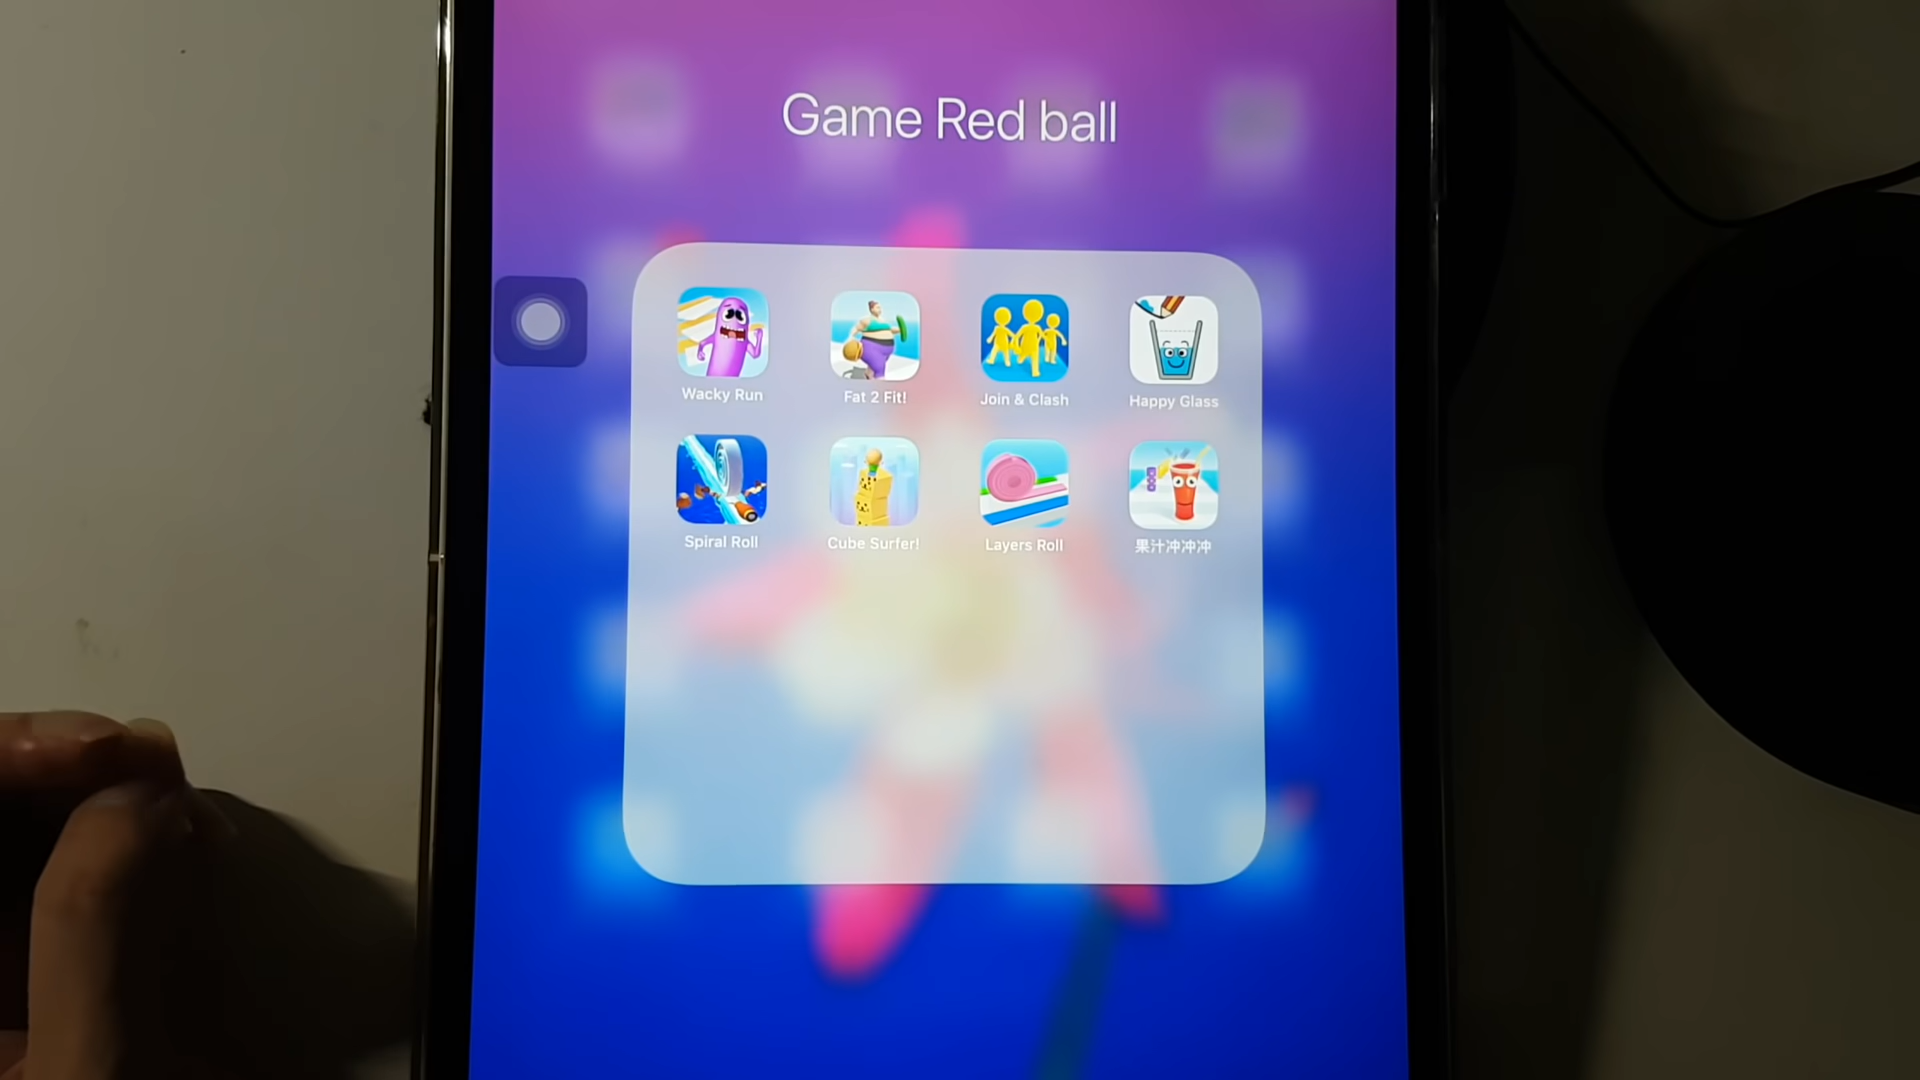 Game Red ball
Wacky Run
Fat 2 Fit!
Join & Clash
Happy Glass
Spiral Roll
Cube Surfer!
Layers Roll
果汁冲冲冲